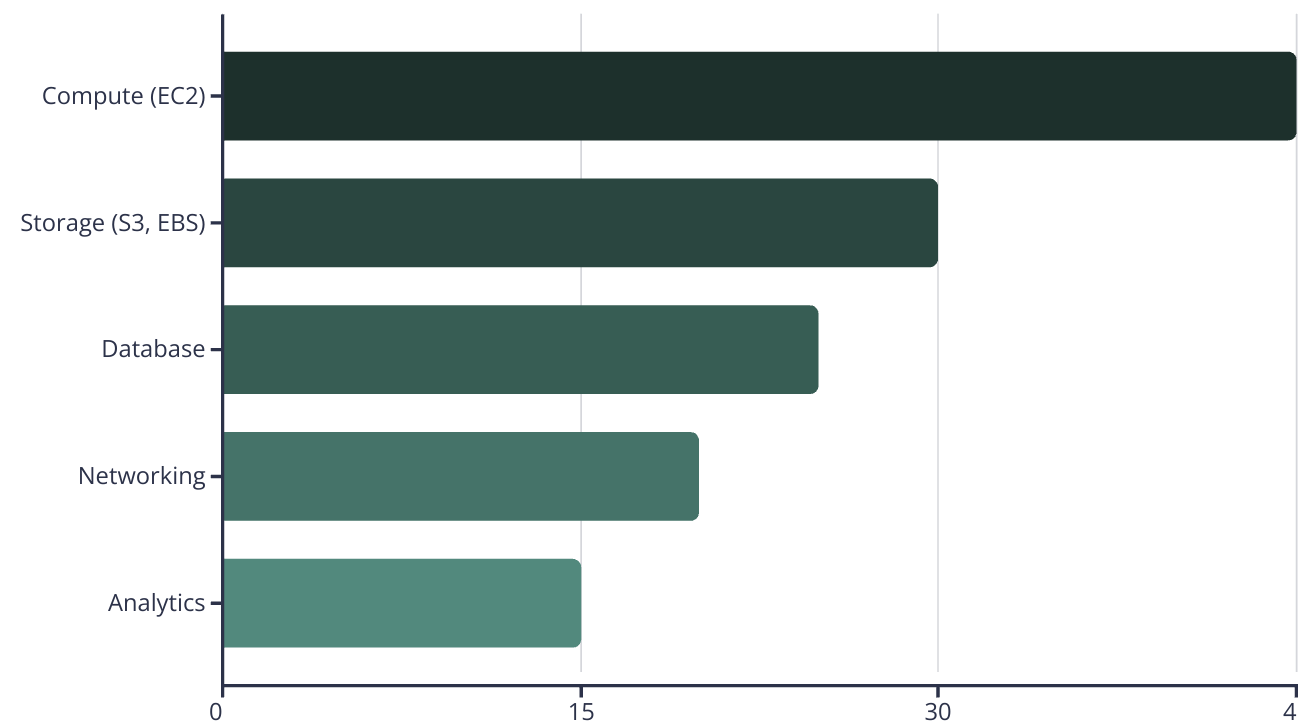 Compute (EC2)
Storage (S3, EBS)
Database
Networking
Analytics
0 15 30 4